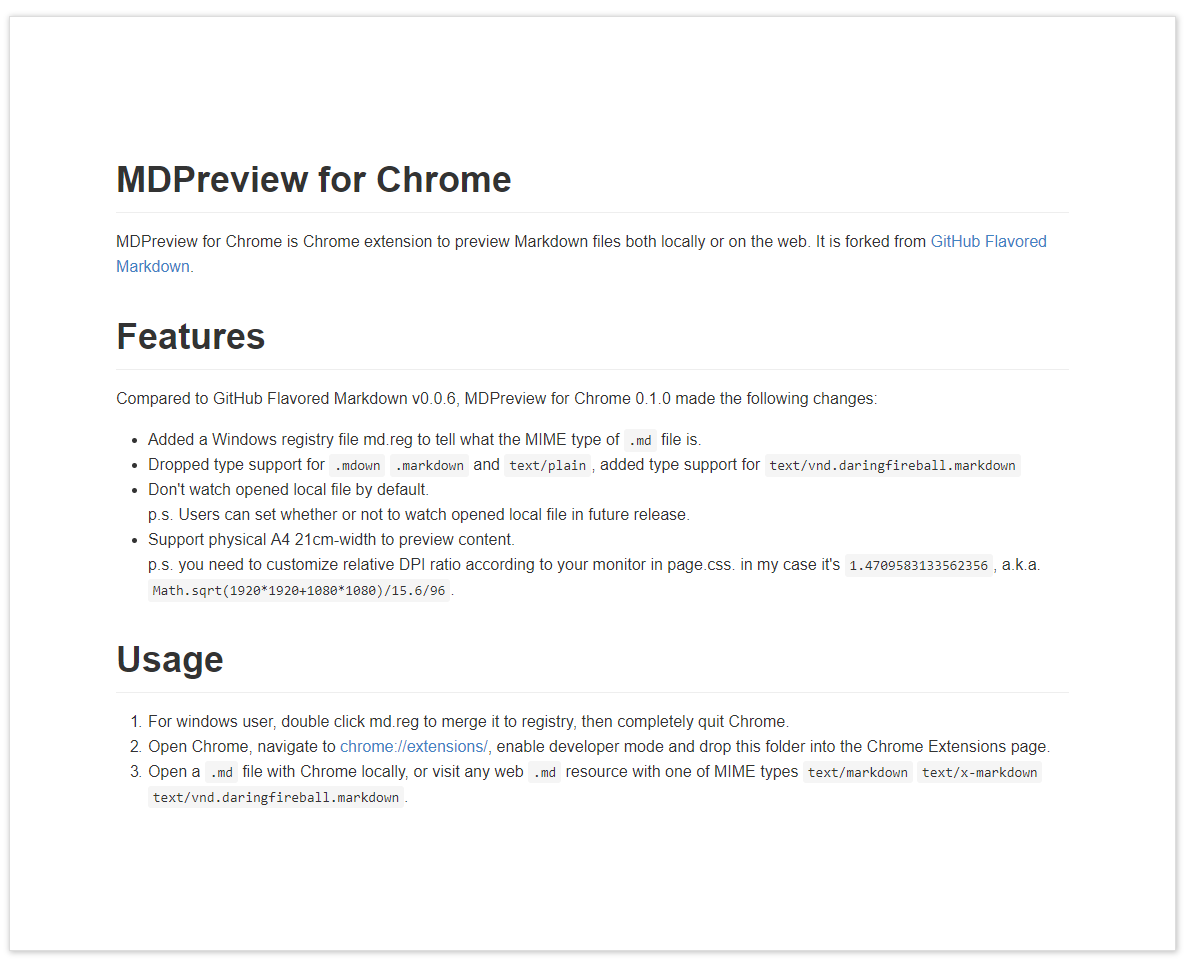 MDPreview for Chrome
MDPreview for Chrome is Chrome extension to preview Markdown files both locally or on the web. It is forked from GitHub Flavored
Markdown.
Features
Compared to GitHub Flavored Markdown v0.0.6, MDPreview for Chrome 0.1.0 made the following changes:
• Added a Windows registry file md.reg to tell what the MIME type of .md file is.
• Dropped type support for .mdown .markdown and text/plain , added type support for text/vnd.daringfireball.markdown
• Don't watch opened local file by default.
p.s. Users can set whether or not to watch opened local file in future release.
• Support physical A4 21cm-width to preview content.
p.s. you need to customize relative DPI ratio according to your monitor in page.css. in my case it's 1.4709583133562356 , a.k.a.
Math.sqrt(1920*1920+1080*1080)/15.6/96 .
Usage
1. For windows user, double click md.reg to merge it to registry, then completely quit Chrome.
2. Open Chrome, navigate to chrome://extensions/, enable developer mode and drop this folder into the Chrome Extensions page.
3. Open a .md file with Chrome locally, or visit any web .md resource with one of MIME types text/markdown text/x-markdown
text/vnd.daringfireball.markdown .